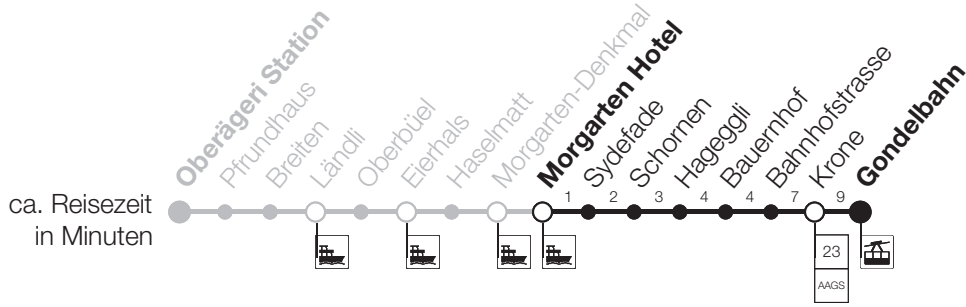 Oberägeri Station
Pfrundhaus
Breiten
Ländli
Oberbüel
Eierhals
Haselmatt
Morgarten-Denkmal
Morgarten Hotel
Sydefade
Schornen
Hageggli
Bauernhof
Bahnhofstrasse
Krone
Gondelbahn
ca. Reisezeit
in Minuten
1 2 3 4 4 7 9
23
AAGS